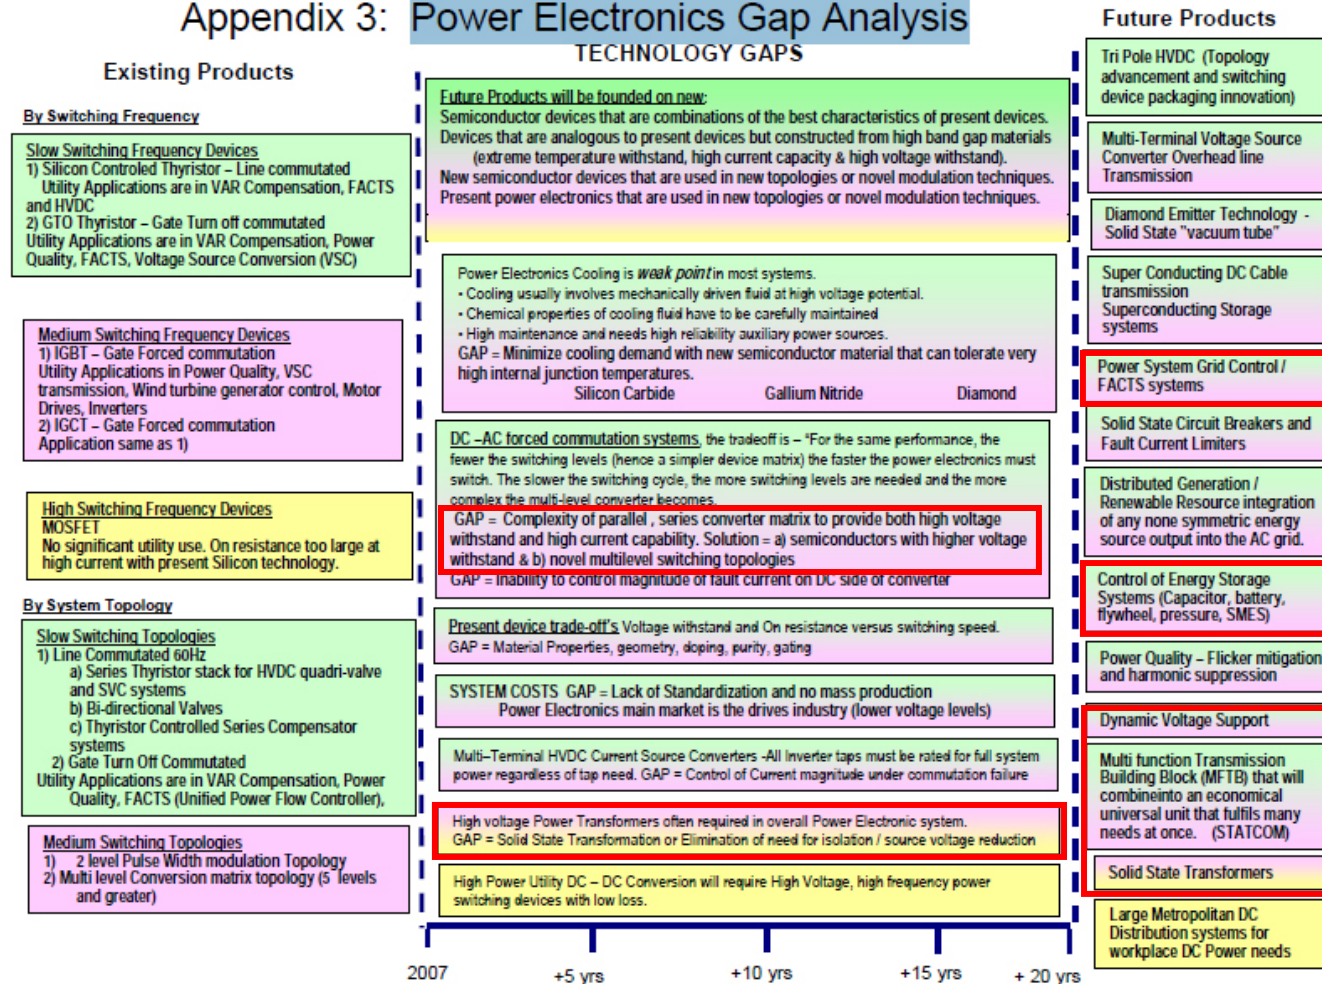 Appendix 3: Power Electronics Gap Analysis
Existing Products
By Switching Frequency
Slow Switching Frequency Devices
1) Silicon Controled Thyristor – Line commutated
Utility Applications are in VAR Compensation, FACTS
and HVDC
2) GTO Thyristor – Gate Turn off commutated
Utility Applications are in VAR Compensation, Power
Quality, FACTS, Voltage Source Conversion (VSC)
Medium Switching Frequency Devices
1) IGBT – Gate Forced commutation
Utility Applications in Power Quality, VSC
transmission, Wind turbine generator control, Motor
Drives, Inverters
2) IGCT – Gate Forced commutation
Application same as 1)
High Switching Frequency Devices
MOSFET
No significant utility use. On resistance too large at
high current with present Silicon technology.
By System Topology
Slow Switching Topologies
1) Line Commutated 60Hz
a) Series Thyristor stack for HVDC quadri-valve
and SVC systems
b) Bi-directional Valves
c) Thyristor Controlled Series Compensator
systems
2) Gate Turn Off Commutated
Utility Applications are in VAR Compensation, Power
Quality, FACTS (Unified Power Flow Controller),
Medium Switching Topologies
1) 2 level Pulse Width modulation Topology
2) Multi level Conversion matrix topology (5 levels
and greater)
TECHNOLOGY GAPS
Future Products will be founded on new:
Semiconductor devices that are combinations of the best characteristics of present devices.
Devices that are analogous to present devices but constructed from high band gap materials
(extreme temperature withstand, high current capacity & high voltage withstand).
New semiconductor devices that are used in new topologies or novel modulation techniques.
Present power electronics that are used in new topologies or novel modulation techniques.
Power Electronics Cooling is weak point in most systems.
• Cooling usually involves mechanically driven fluid at high voltage potential.
• Chemical properties of cooling fluid have to be carefully maintained
• High maintenance and needs high reliability auxiliary power sources.
GAP = Minimize cooling demand with new semiconductor material that can tolerate very
high internal junction temperatures.
Silicon Carbide Gallium Nitride Diamond
DC –AC forced commutation systems, the tradeoff is – "For the same performance, the
fewer the switching levels (hence a simpler device matrix) the faster the power electronics must
switch. The slower the switching cycle, the more switching levels are needed and the more
complex the multi-level converter becomes.
GAP = Complexity of parallel , series converter matrix to provide both high voltage
withstand and high current capability. Solution = a) semiconductors with higher voltage
withstand & b) novel multilevel switching topologies
GAP = Inability to control magnitude of fault current on DC side of converter
Present device trade-off's Voltage withstand and On resistance versus switching speed.
GAP = Material Properties, geometry, doping, purity, gating
SYSTEM COSTS GAP = Lack of Standardization and no mass production
Power Electronics main market is the drives industry (lower voltage levels)
Multi–Terminal HVDC Current Source Converters -All Inverter taps must be rated for full system
power regardless of tap need. GAP = Control of Current magnitude under commutation failure
High voltage Power Transformers often required in overall Power Electronic system.
GAP = Solid State Transformation or Elimination of need for isolation / source voltage reduction
High Power Utility DC – DC Conversion will require High Voltage, high frequency power
switching devices with low loss.
2007 +5 yrs +10 yrs +15 yrs + 20 yrs
Future Products
Tri Pole HVDC (Topology
advancement and switching
device packaging innovation)
Multi-Terminal Voltage Source
Converter Overhead line
Transmission
Diamond Emitter Technology -
Solid State "vacuum tube"
Super Conducting DC Cable
transmission
Superconducting Storage
systems
Power System Grid Control /
FACTS systems
Solid State Circuit Breakers and
Fault Current Limiters
Distributed Generation /
Renewable Resource integration
of any none symmetric energy
source output into the AC grid.
Control of Energy Storage
Systems (Capacitor, battery,
flywheel, pressure, SMES)
Power Quality – Flicker mitigation
and harmonic suppression
Dynamic Voltage Support
Multi function Transmission
Building Block (MFTB) that will
combineinto an economical
universal unit that fulfils many
needs at once. (STATCOM)
Solid State Transformers
Large Metropolitan DC
Distribution systems for
workplace DC Power needs